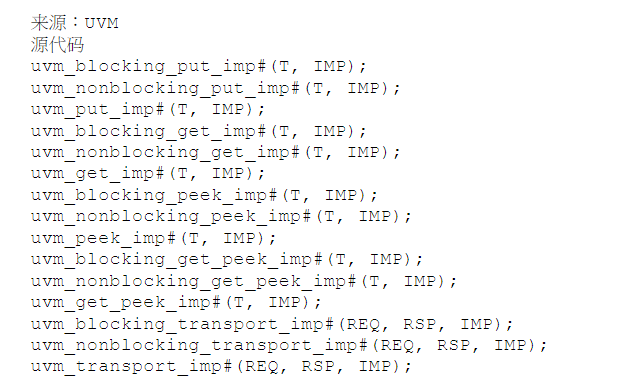 来源：UVM
源代码
uvm_blocking_put_imp#(T, IMP);
uvm_nonblocking_put_imp#(T, IMP);
uvm_put_imp#(T, IMP);
uvm_blocking_get_imp#(T, IMP);
uvm_nonblocking_get_imp#(T, IMP);
uvm_get_imp#(T, IMP);
uvm_blocking_peek_imp#(T, IMP);
uvm_nonblocking_peek_imp#(T, IMP);
uvm_peek_imp#(T, IMP);
uvm_blocking_get_peek_imp#(T, IMP);
uvm_nonblocking_get_peek_imp#(T, IMP);
uvm_get_peek_imp#(T, IMP);
uvm_blocking_transport_imp#(REQ, RSP, IMP);
uvm_nonblocking_transport_imp#(REQ, RSP, IMP);
uvm_transport_imp#(REQ, RSP, IMP);